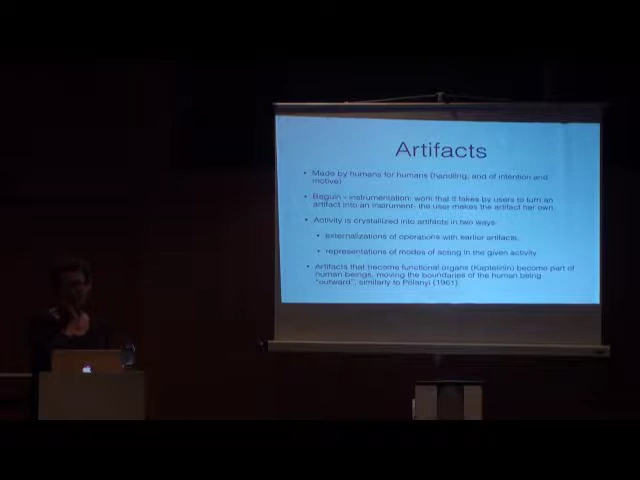 Artifacts
• Made by humans for humans (handling, and of intention and
motive)
• Beguin - instrumentation: work that it takes by users to turn an
artifact into an instrument- the user makes the artifact her own.
• Activity is crystallized into artifacts in two ways:
• externalizations of operations with earlier artifacts,
• representations of modes of acting in the given activity
• Artifacts that become functional organs (Kaptelinin) become part of
human beings, moving the boundaries of the human being
"outward", similarly to Polanyi (1961)